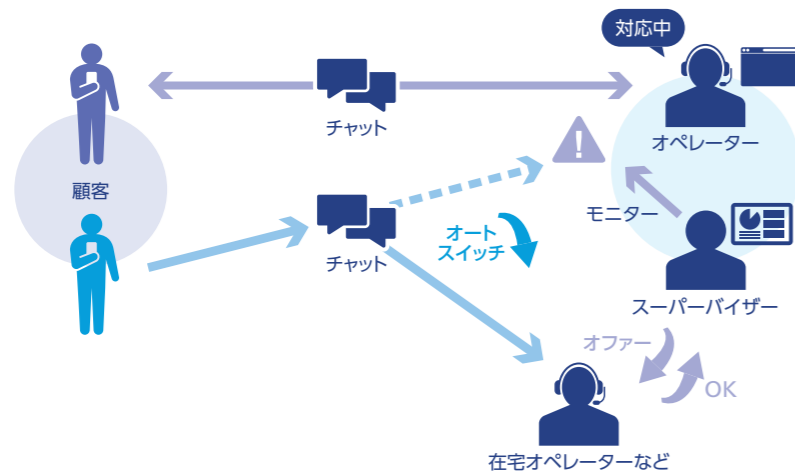 対応中
チャット
オペレーター
顧客
モニター
チャット
オート
スイッチ
スーパーバイザー
オファー
OK
在宅オペレーターなど